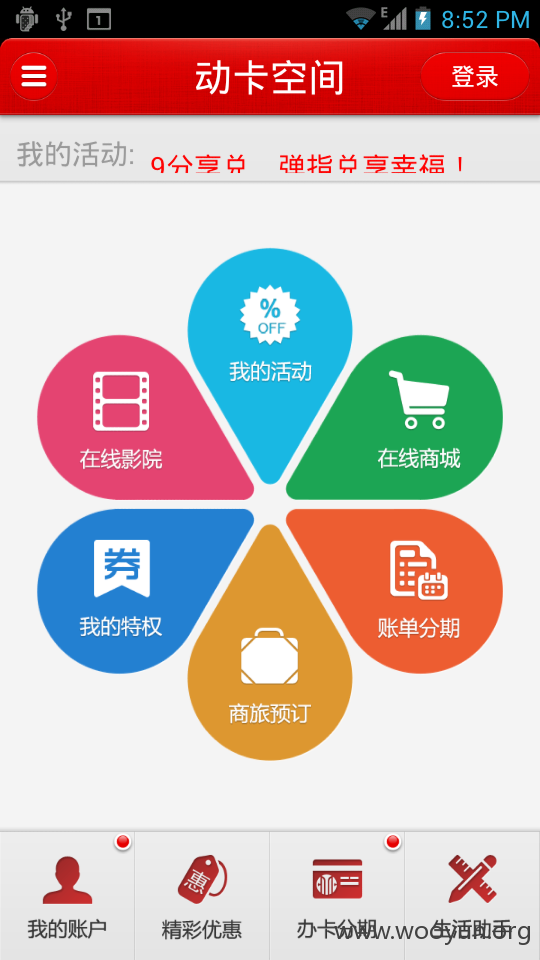 E 8:52 PM
1
动卡空间
登录
我的活动: 9分享兑 弹指兑享幸福！
%
OFF
我的活动
在线影院
在线商城
券
我的特权
账单分期
商旅预订
惠
我的账户
精彩优惠
办卡分期
生活助手
www.wooyun.org